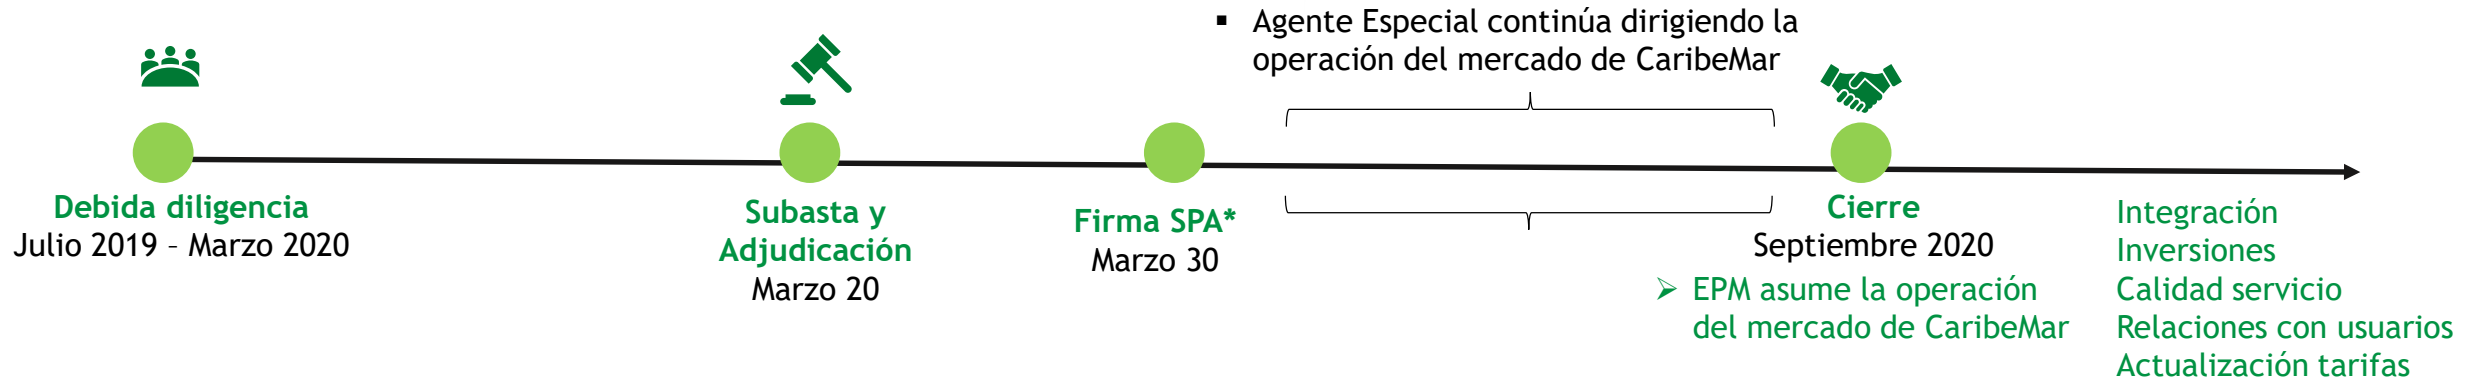 ▪ Agente Especial continúa dirigiendo la
operación del mercado de CaribeMar
Debida diligencia
Julio 2019 – Marzo 2020
Subasta y
Adjudicación
Marzo 20
Firma SPA*
Marzo 30
Cierre
Septiembre 2020
➢ EPM asume la operación
del mercado de CaribeMar
Integración
Inversiones
Calidad servicio
Relaciones con usuarios
Actualización tarifas